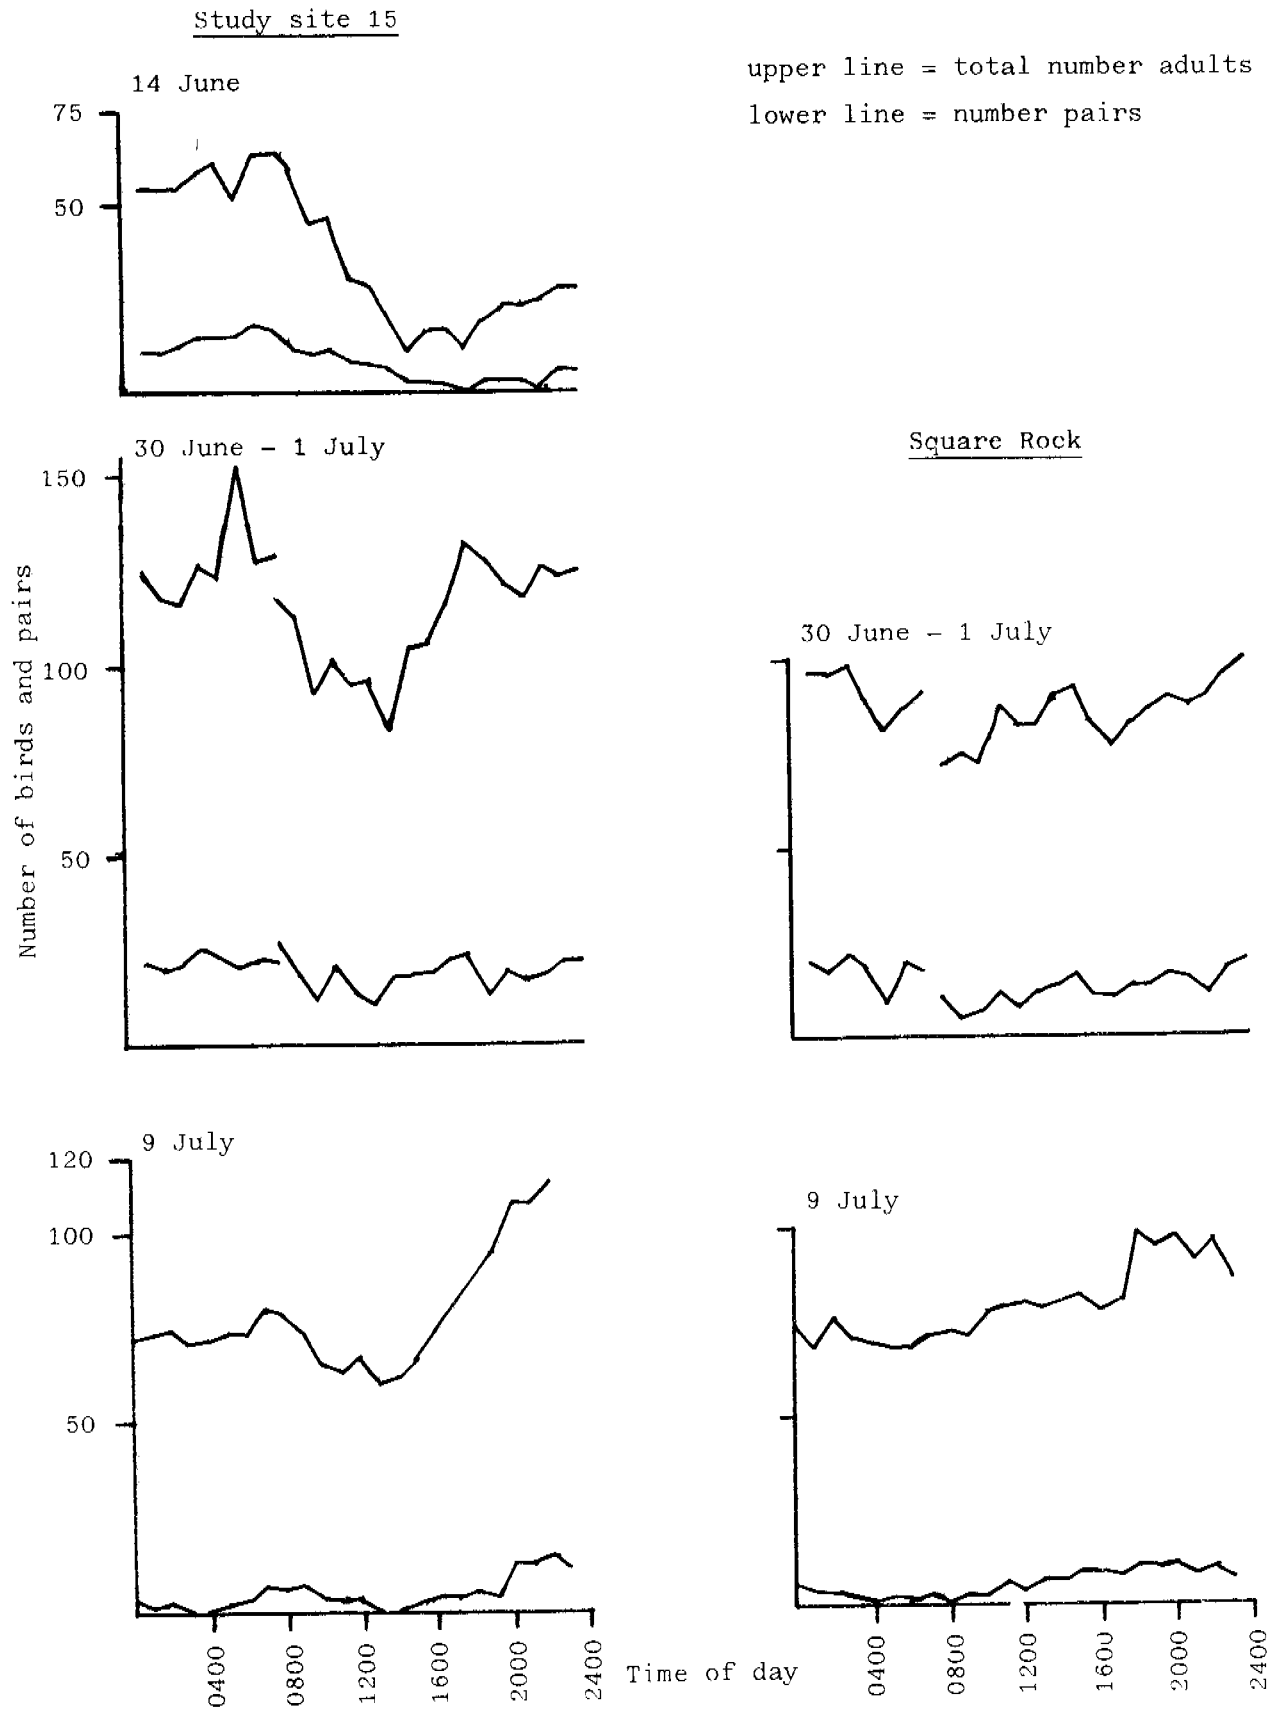 Study site 15
upper line = total number adults
lower line = number pairs
14 June
75
50
30 June - 1 July
150
100
50
Number of birds and pairs
Square Rock
30 June - 1 July
9 July
120
100
50
9 July
0400
0800
1200
1600
2000
2400
Time of day
0400
0800
1200
1600
2000
2400